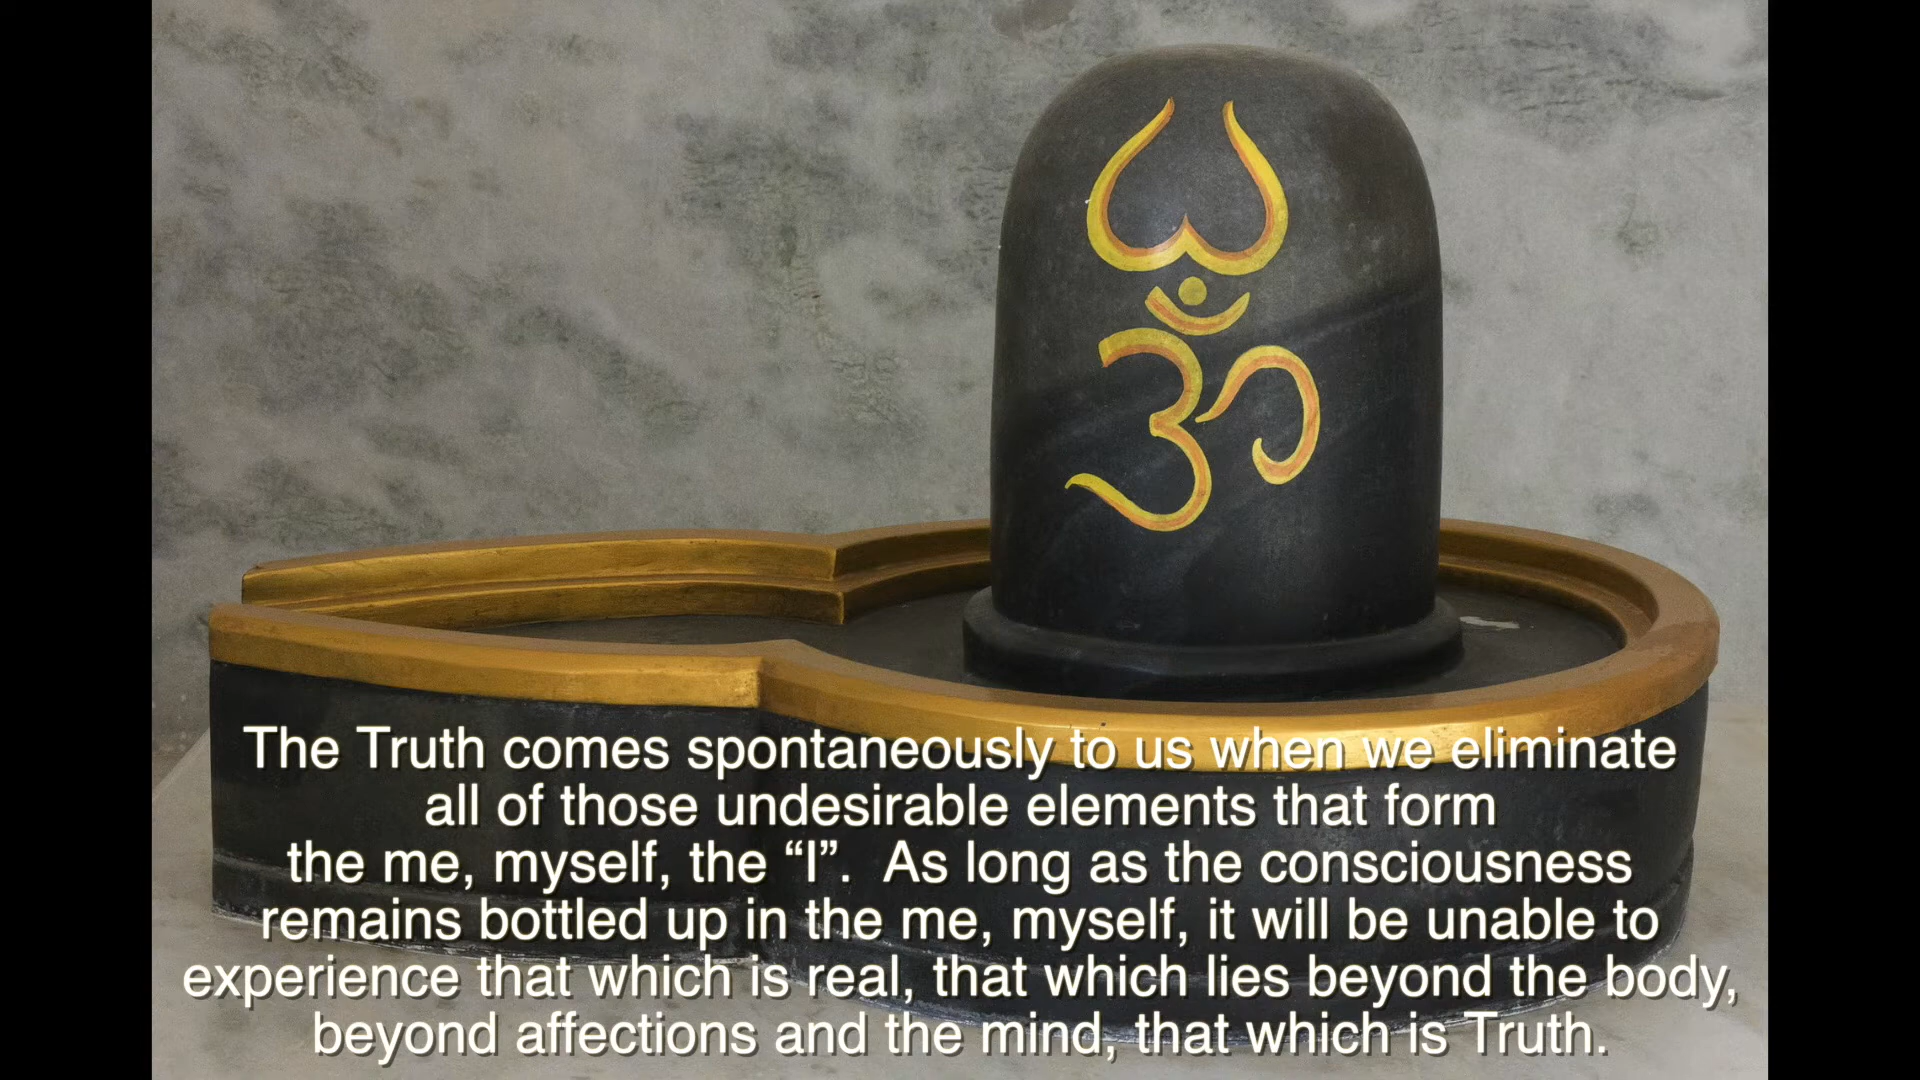 ॐ
The Truth comes spontaneously to us when we eliminate
all of those undesirable elements that form
the me, myself, the “I”.  As long as the consciousness
remains bottled up in the me, myself, it will be unable to
experience that which is real, that which lies beyond the body,
beyond affections and the mind, that which is Truth.